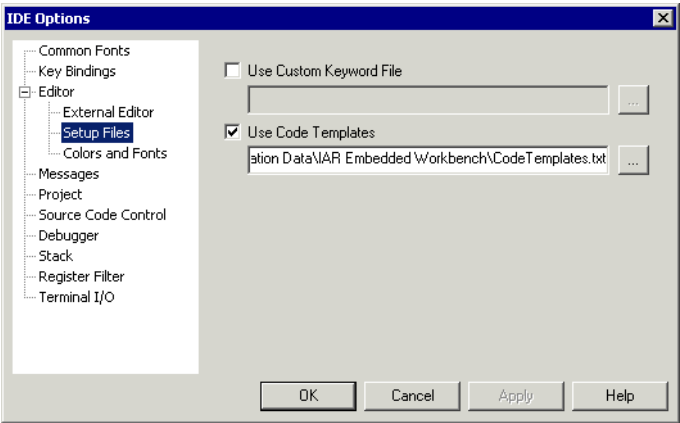 IDE Options
Common Fonts
Key Bindings
Editor
External Editor
Setup Files
Colors and Fonts
Messages
Project
Source Code Control
Debugger
Stack
Register Filter
Terminal I/O
Use Custom Keyword File
...
Use Code Templates
ation Data\IAR Embedded Workbench\CodeTemplates.txt
...
OK
Cancel
Apply
Help